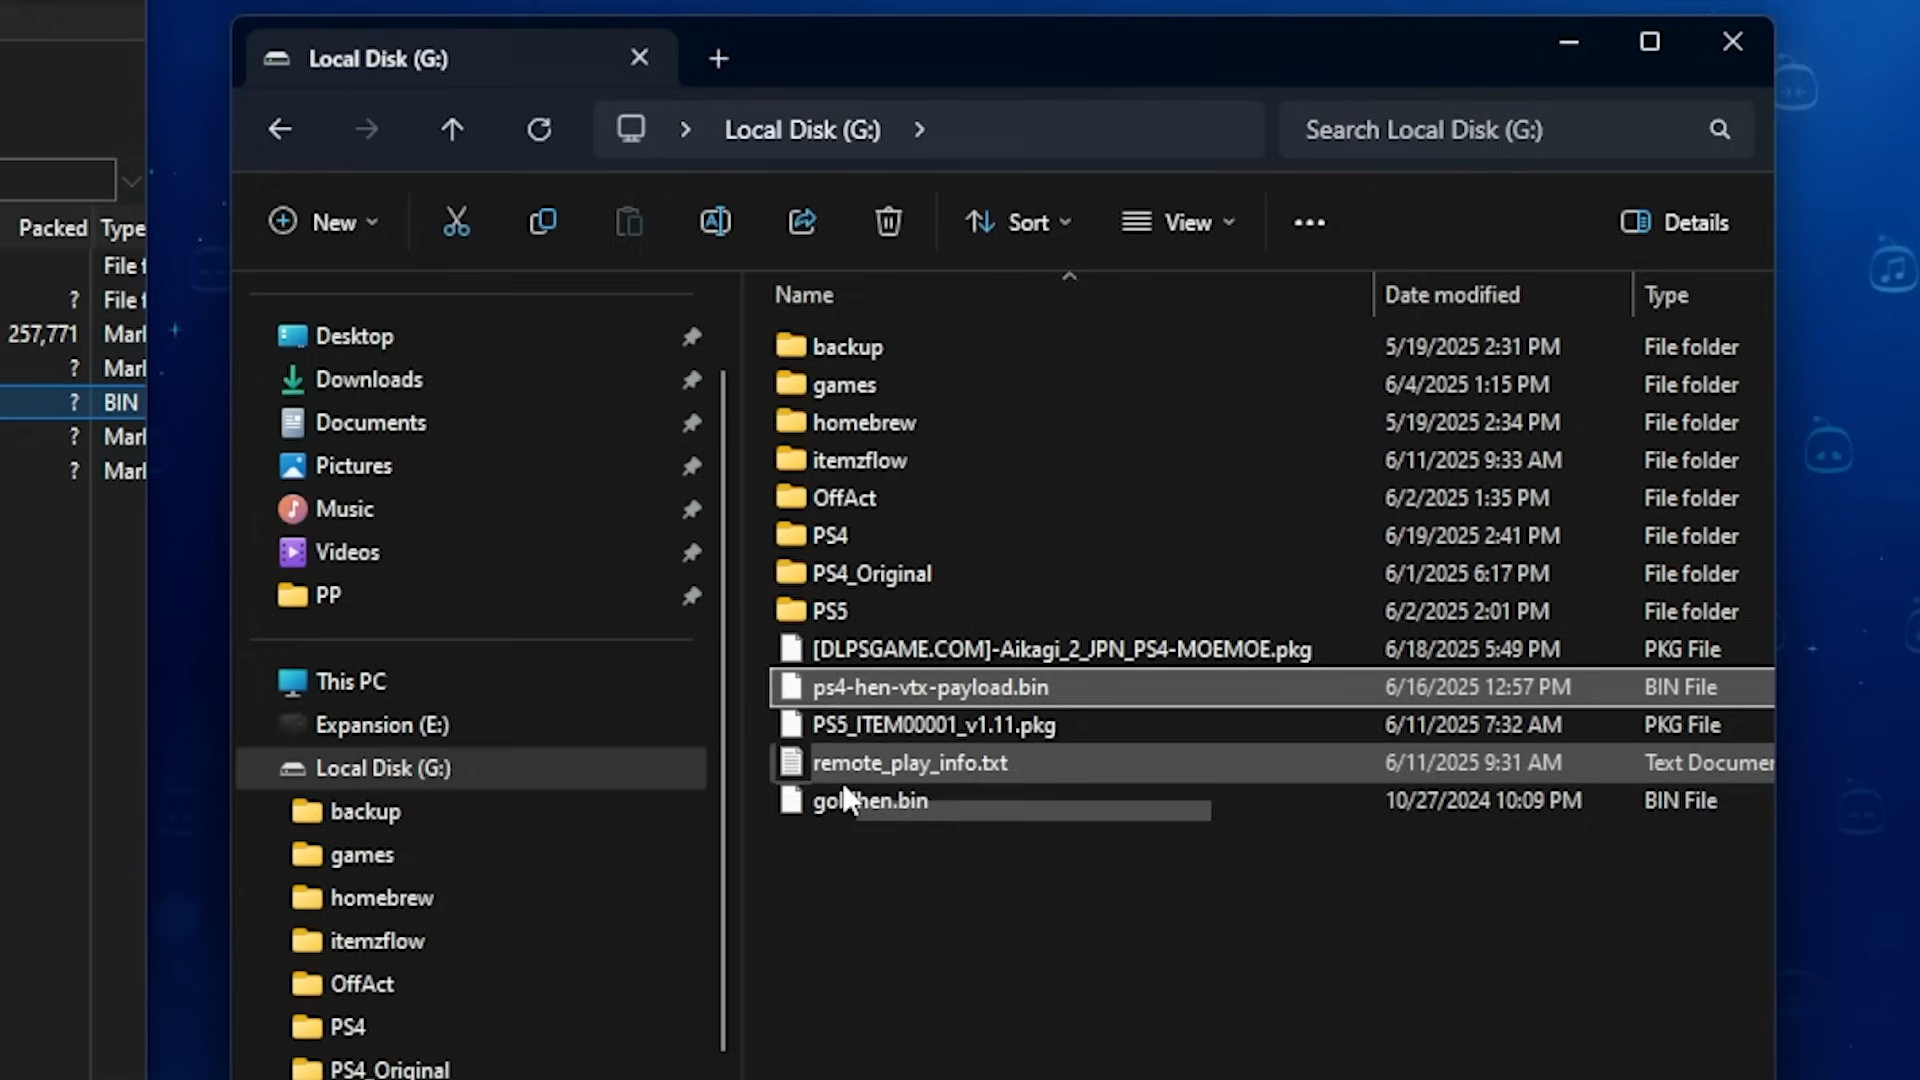 Local Disk (G:)
Local Disk (G:)
Search Local Disk (G:)
New
Sort
View
Details
Packed Type
File
? File
257,771
?
? BIN
?
?
Desktop
Downloads
Documents
Pictures
Music
Videos
PP
This PC
Expansion (E:)
Local Disk (G:)
backup
games
homebrew
itemzflow
OffAct
PS4
PS4_Original
Name Date modified Type
backup 5/19/2025 2:31 PM File folder
games 6/4/2025 1:15 PM File folder
homebrew 5/19/2025 2:34 PM File folder
itemzflow 6/11/2025 9:33 AM File folder
OffAct 6/2/2025 1:35 PM File folder
PS4 6/19/2025 2:41 PM File folder
PS4_Original 6/1/2025 6:17 PM File folder
PS5 6/2/2025 2:01 PM File folder
[DLPSGAME.COM]-Aikagi_2_JPN_PS4-MOEMOE.pkg 6/18/2025 5:49 PM PKG File
ps4-hen-vtx-payload.bin 6/16/2025 12:57 PM BIN File
PS5_ITEM00001_v1.11.pkg 6/11/2025 7:32 AM PKG File
remote_play_info.txt 6/11/2025 9:31 AM Text Documen
10/27/2024 10:09 PM BIN File